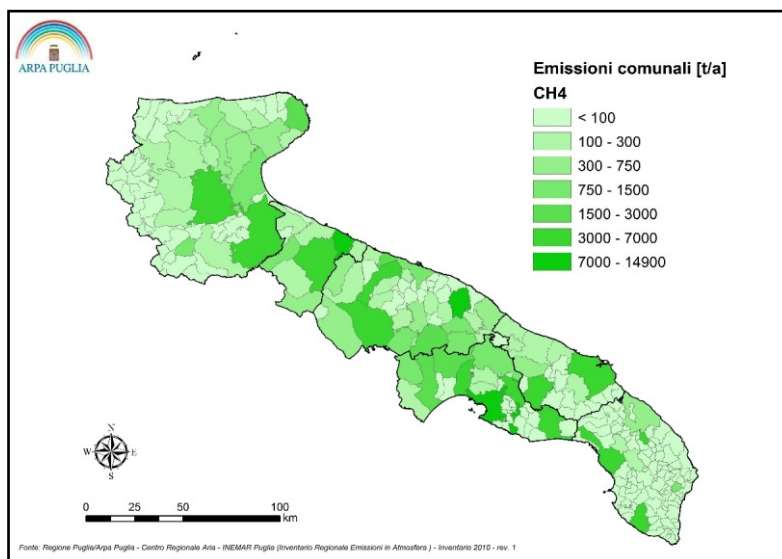 ARPA PUGLIA
Emissioni comunali [t/a]
CH4
< 100
100 - 300
300 - 750
750 - 1500
1500 - 3000
3000 - 7000
7000 - 14900
N
W E
S
0 25 50 100
km
Fonte: Regione Puglia/Arpa Puglia - Centro Regionale Aria - INEMAR Puglia (Inventario Regionale Emissioni in Atmosfera ) - Inventario 2010 - rev. 1